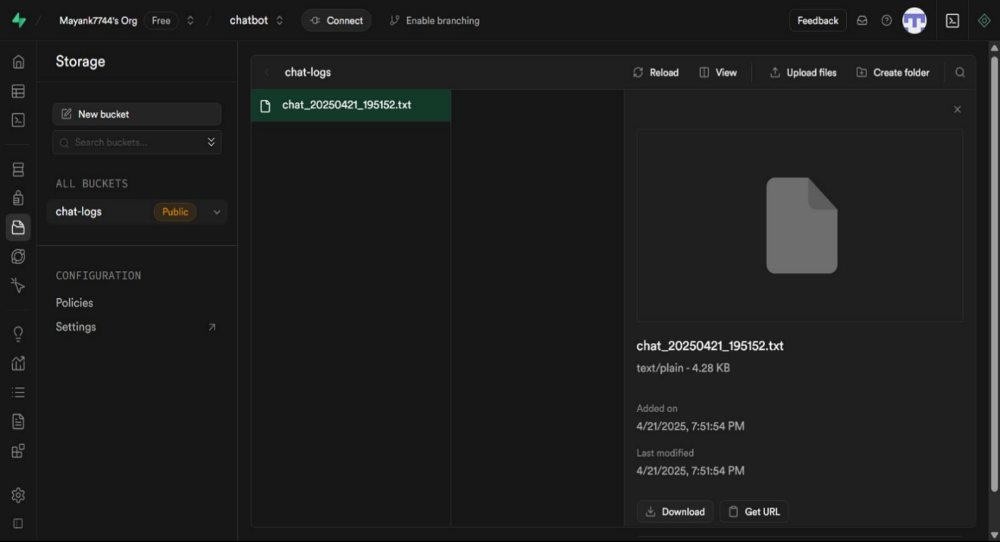 Mayank7744's Org Free / chatbot Connect Enable branching Feedback
Storage
New bucket
Search buckets...
ALL BUCKETS
chat-logs Public
CONFIGURATION
Policies
Settings
chat-logs Reload View Upload files Create folder
chat_20250421_195152.txt
chat_20250421_195152.txt
text/plain - 4.28 KB
Added on
4/21/2025, 7:51:54 PM
Last modified
4/21/2025, 7:51:54 PM
Download Get URL